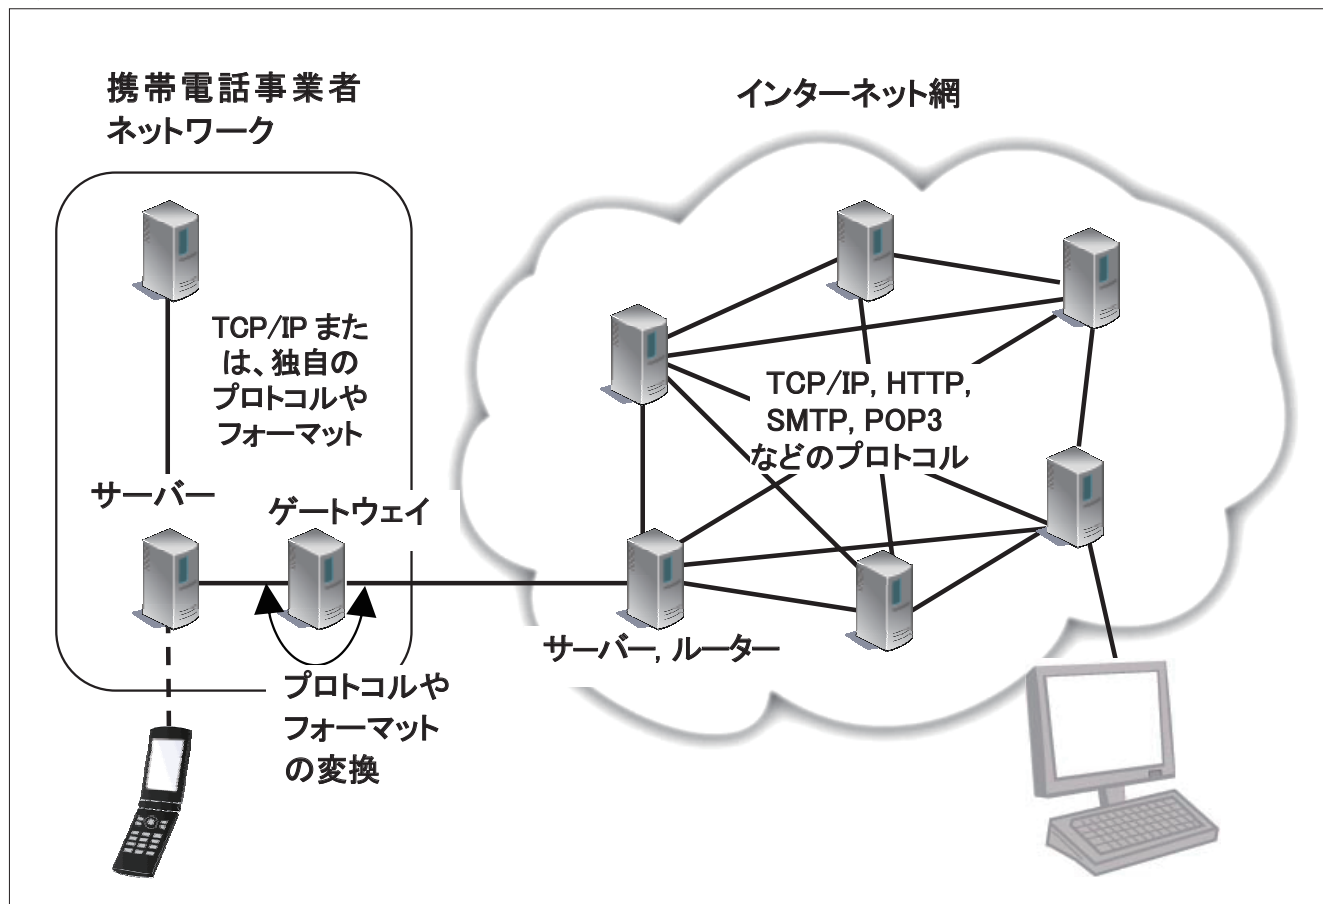 携帯電話事業者
ネットワーク
インターネット網
TCP/IP また
は、独自の
プロトコルや
フォーマット
TCP/IP, HTTP,
SMTP, POP3
などのプロトコル
サーバー
ゲートウェイ
サーバー, ルーター
プロトコルや
フォーマット
の変換